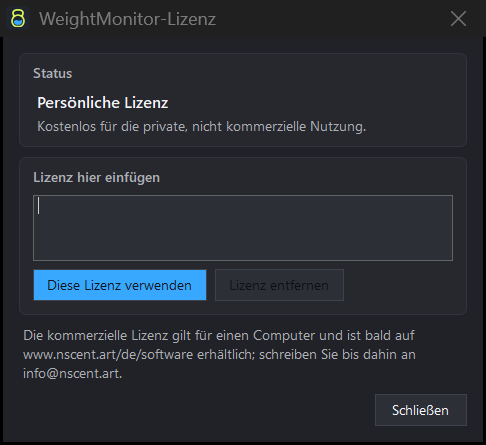 WeightMonitor-Lizenz
Status
Persönliche Lizenz
Kostenlos für die private, nicht kommerzielle Nutzung.
Lizenz hier einfügen
Diese Lizenz verwenden
Lizenz entfernen
Die kommerzielle Lizenz gilt für einen Computer und ist bald auf
www.nscent.art/de/software erhältlich; schreiben Sie bis dahin an
info@nscent.art.
Schließen